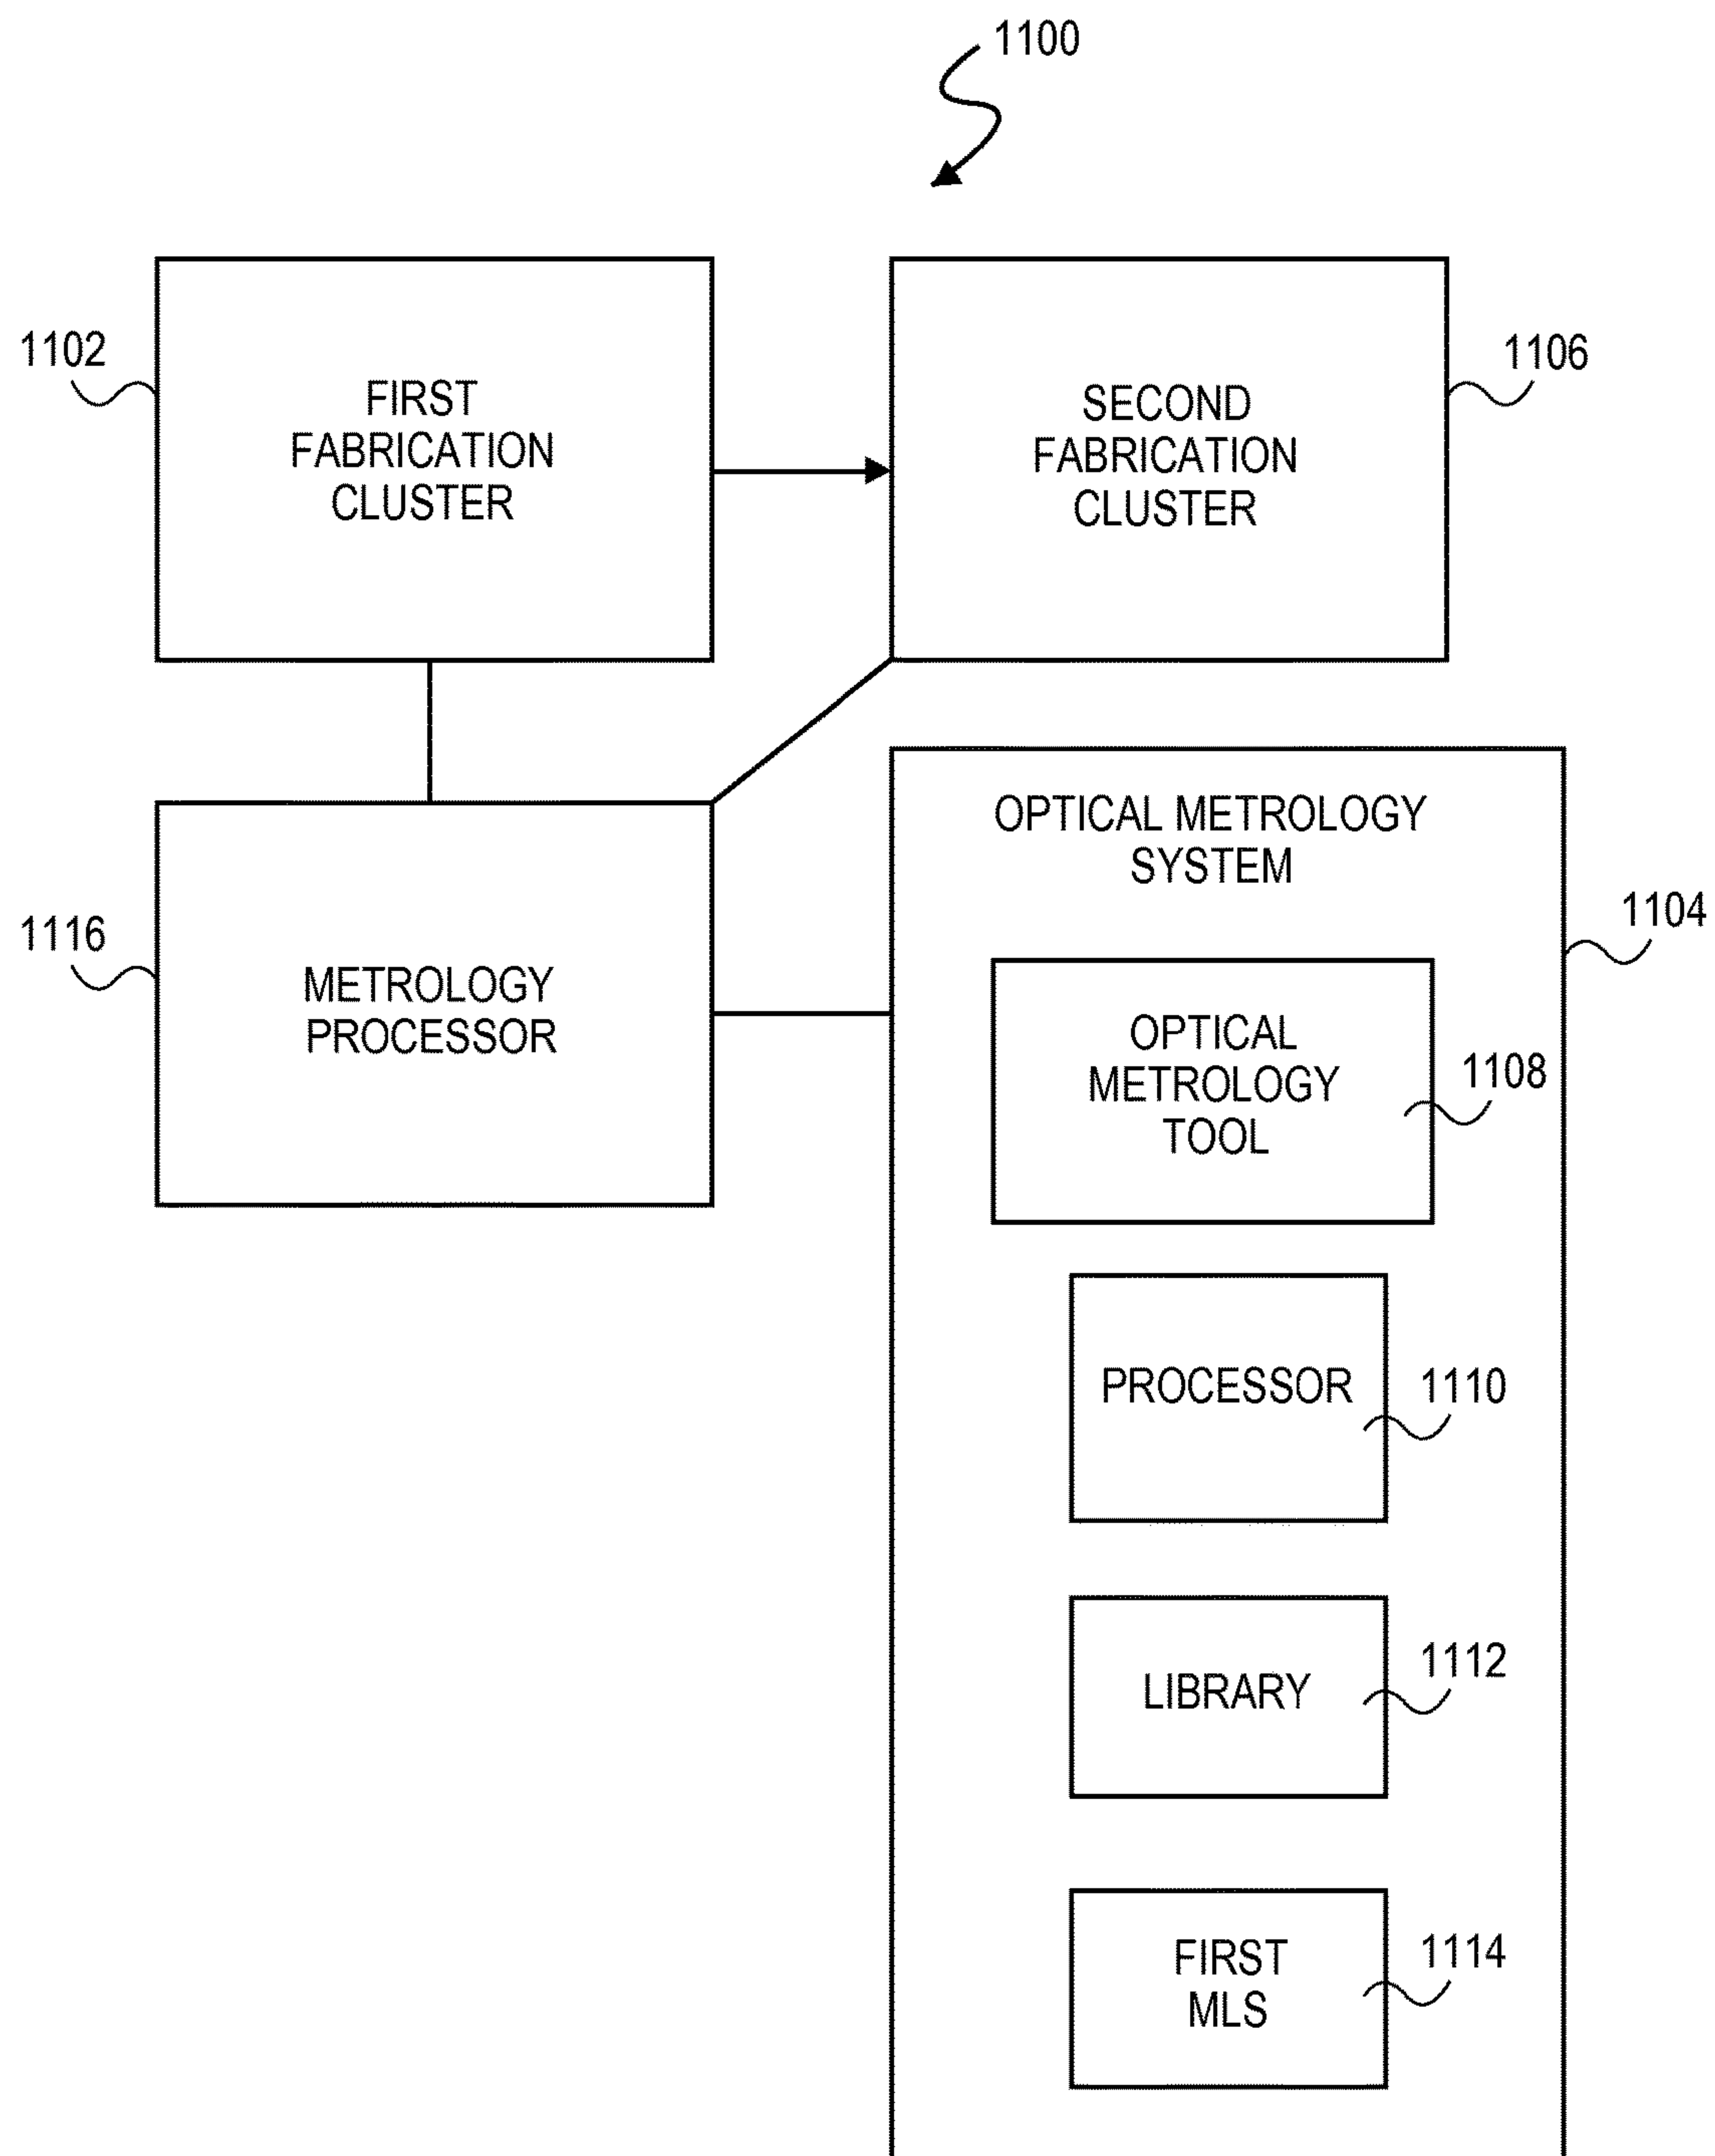 1100
1102
FIRST
FABRICATION
CLUSTER
SECOND
FABRICATION
CLUSTER
1106
1116
METROLOGY
PROCESSOR
OPTICAL METROLOGY
SYSTEM
1104
OPTICAL
METROLOGY
TOOL
1108
PROCESSOR
1110
LIBRARY
1112
FIRST
MLS
1114